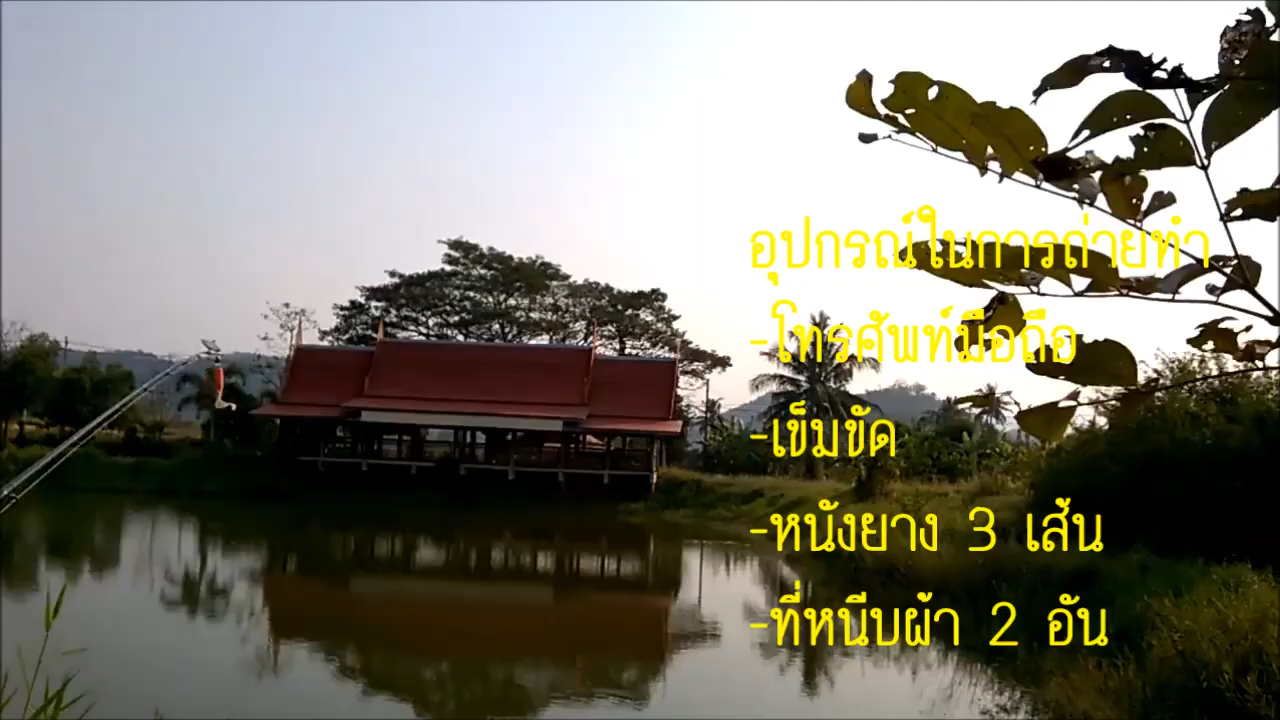 อุปกรณ์ในการถ่ายทำ
-โทรศัพท์มือถือ
-เข็มขัด
-หนังยาง 3 เส้น
-ที่หนีบผ้า 2 อัน